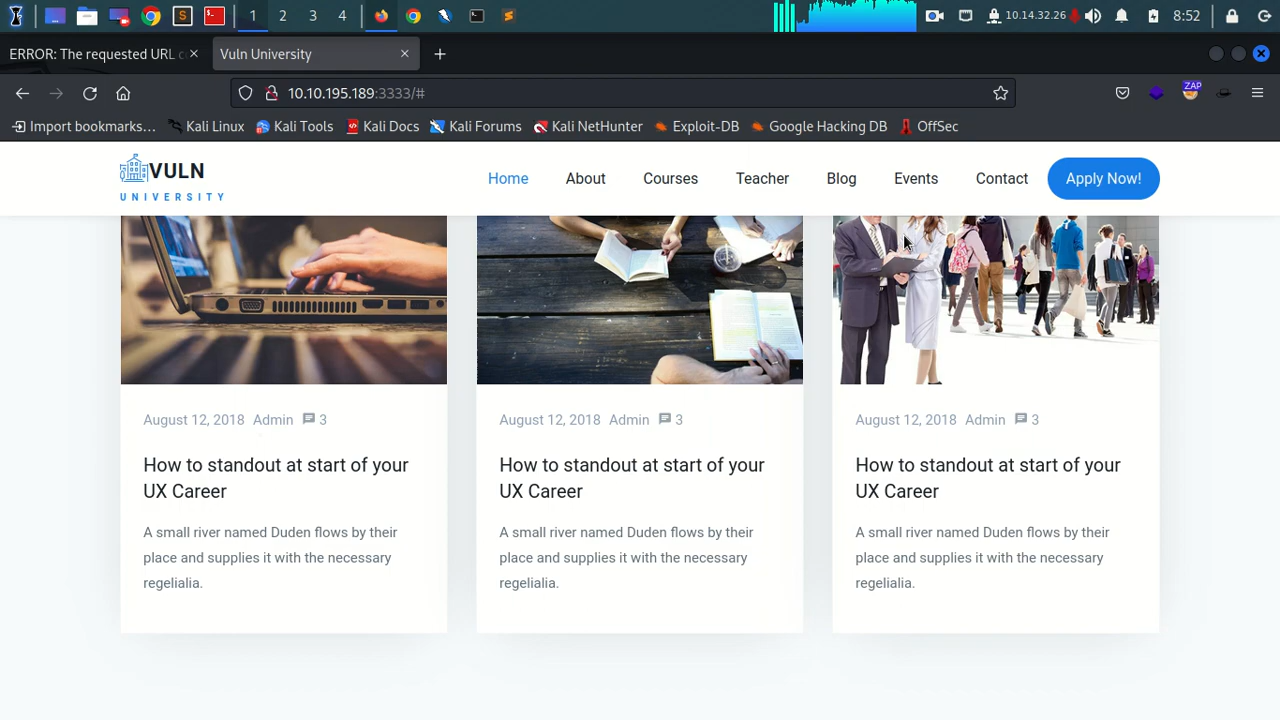 1 2 3 4 10.14.32.26 8:52
ERROR: The requested URL c Vuln University
ZAP
10.10.195.189:3333/#
Import bookmarks... Kali Linux Kali Tools Kali Docs Kali Forums Kali NetHunter Exploit-DB Google Hacking DB OffSec
VULN
UNIVERSITY
Home About Courses Teacher Blog Events Contact Apply Now!
August 12, 2018 Admin 3
How to standout at start of your
UX Career
A small river named Duden flows by their
place and supplies it with the necessary
regelialia.
August 12, 2018 Admin 3
How to standout at start of your
UX Career
A small river named Duden flows by their
place and supplies it with the necessary
regelialia.
August 12, 2018 Admin 3
How to standout at start of your
UX Career
A small river named Duden flows by their
place and supplies it with the necessary
regelialia.